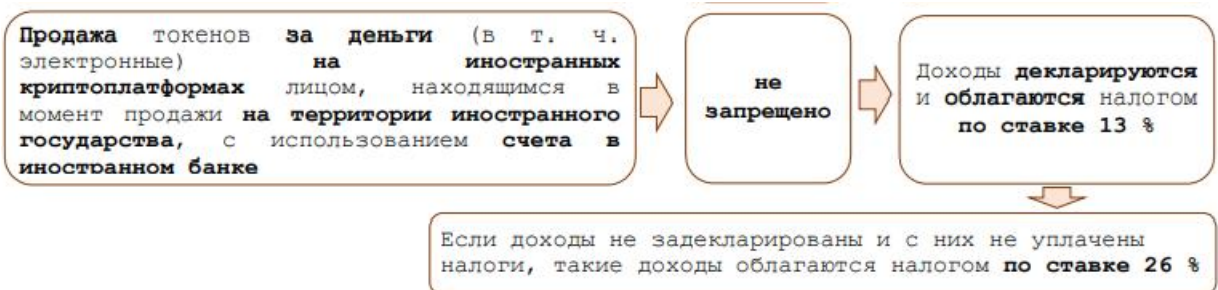 Продажа токенов за деньги (в т. ч.
электронные) на иностранных
криптоплатформах лицом, находящимся в
момент продажи на территории иностранного
государства, с использованием счета в
иностранном банке
не
запрещено
Доходы декларируются
и облагаются налогом
по ставке 13 %
Если доходы не задекларированы и с них не уплачены
налоги, такие доходы облагаются налогом по ставке 26 %